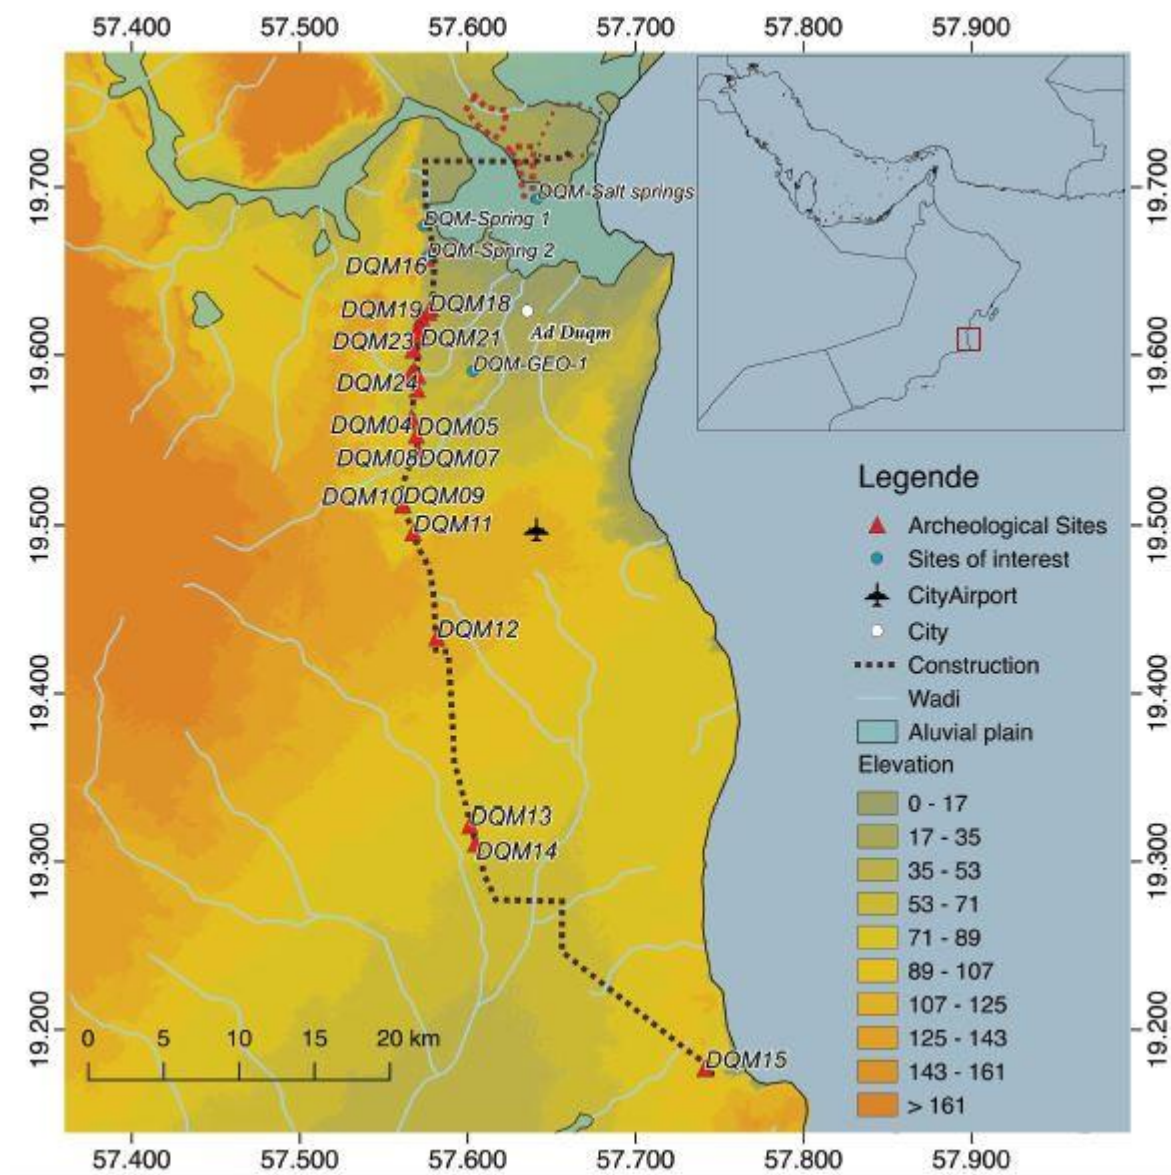 57.400 57.500 57.600 57.700 57.800 57.900
19.700 19.700
DQM-Salt springs
DQM-Spring 1
DQM-Spring 2
DQM16
DQM19 DQM18
Ad Duqm
DQM23 DQM21
19.600 19.600
DQM-GEO-1
DQM24
DQM04 DQM05
DQM08 DQM07
DQM10 DQM09
DQM11
19.500 19.500
DQM12
19.400 19.400
DQM13
DQM14
19.300 19.300
19.200 19.200
DQM15
0 5 10 15 20 km
Legende
Archeological Sites
Sites of interest
CityAirport
City
Construction
Wadi
Aluvial plain
Elevation
0 - 17
17 - 35
35 - 53
53 - 71
71 - 89
89 - 107
107 - 125
125 - 143
143 - 161
> 161
57.400 57.500 57.600 57.700 57.800 57.900